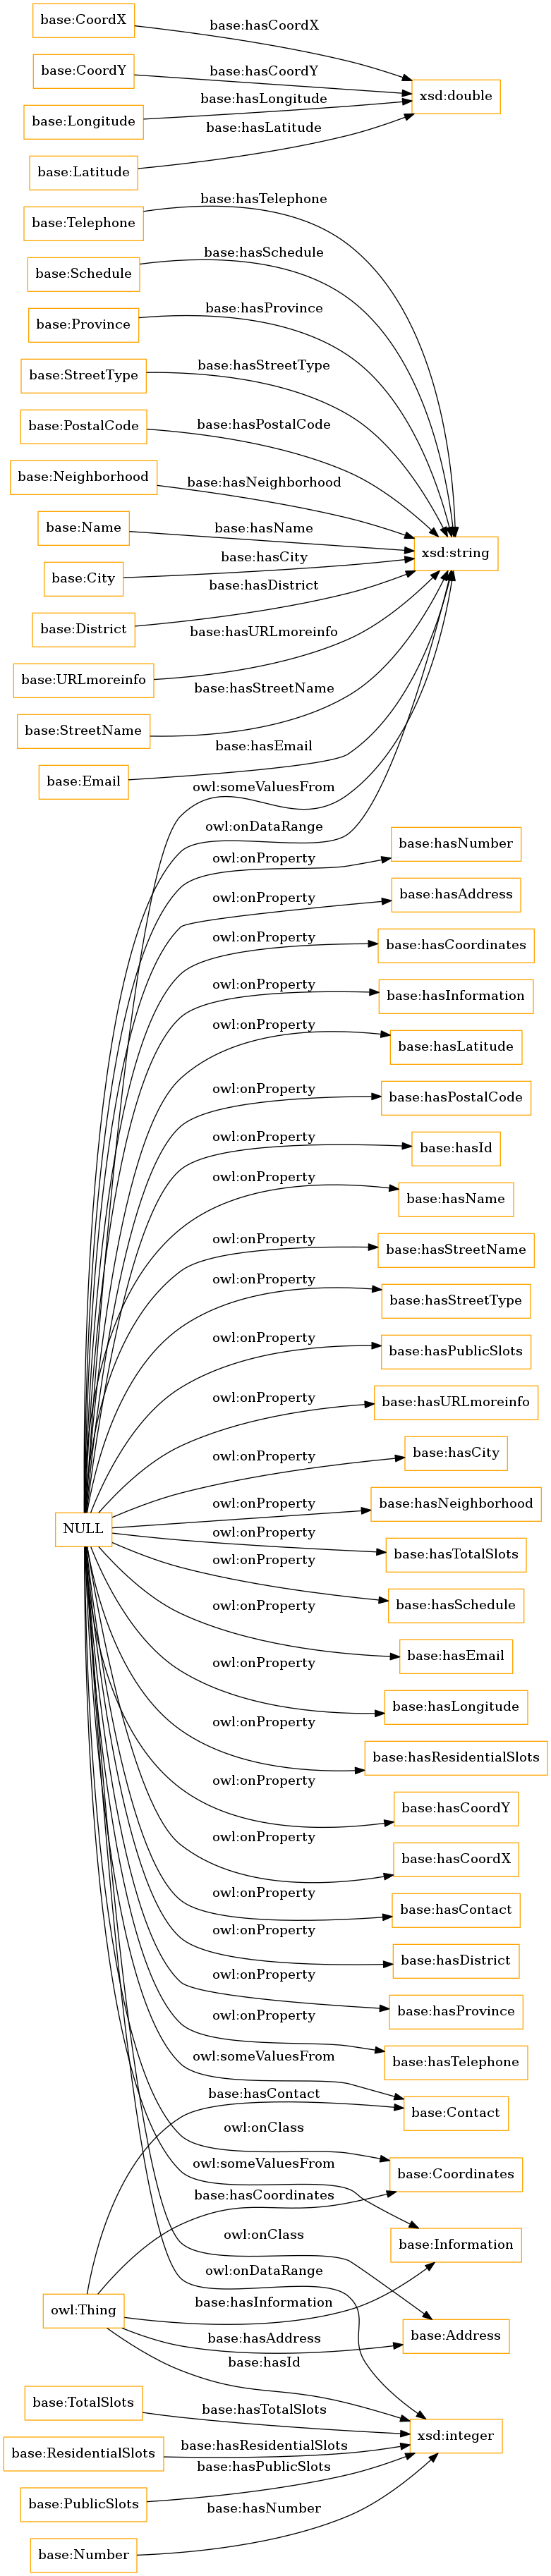 base:CoordX
base:hasCoordX
base:CoordY
base:hasCoordY
xsd:double
base:hasLongitude
base:Longitude
base:hasLatitude
base:Latitude
base:hasTelephone
base:Telephone
base:hasSchedule
base:Schedule
base:hasProvince
base:Province
base:hasStreetType
base:StreetType
base:hasPostalCode
base:PostalCode
base:Neighborhood
base:hasNeighborhood
base:Name
base:hasName
xsd:string
base:hasCity
base:City
base:hasDistrict
base:District
base:hasURLmoreinfo
base:URLmoreinfo
base:hasStreetName
base:StreetName
base:hasEmail
base:Email
owl:someValuesFrom
owl:onDataRange
base:hasNumber
owl:onProperty
base:hasAddress
owl:onProperty
owl:onProperty
base:hasCoordinates
owl:onProperty
base:hasInformation
owl:onProperty
base:hasLatitude
owl:onProperty
base:hasPostalCode
owl:onProperty
base:hasId
owl:onProperty
base:hasName
owl:onProperty
base:hasStreetName
owl:onProperty
base:hasStreetType
owl:onProperty
base:hasPublicSlots
owl:onProperty
base:hasURLmoreinfo
owl:onProperty
base:hasCity
owl:onProperty
base:hasNeighborhood
NULL
owl:onProperty
base:hasTotalSlots
owl:onProperty
base:hasSchedule
owl:onProperty
base:hasEmail
owl:onProperty
base:hasLongitude
owl:onProperty
base:hasResidentialSlots
owl:onProperty
base:hasCoordY
owl:onProperty
base:hasCoordX
owl:onProperty
base:hasContact
owl:onProperty
base:hasDistrict
owl:onProperty
base:hasProvince
owl:onProperty
base:hasTelephone
owl:someValuesFrom
base:hasContact
base:Contact
owl:onClass
owl:someValuesFrom
base:Coordinates
base:hasCoordinates
owl:onClass
base:Information
owl:onDataRange
owl:Thing
base:hasInformation
base:hasAddress
base:Address
base:hasId
base:TotalSlots
base:hasTotalSlots
xsd:integer
base:hasResidentialSlots
base:ResidentialSlots
base:hasPublicSlots
base:PublicSlots
base:hasNumber
base:Number